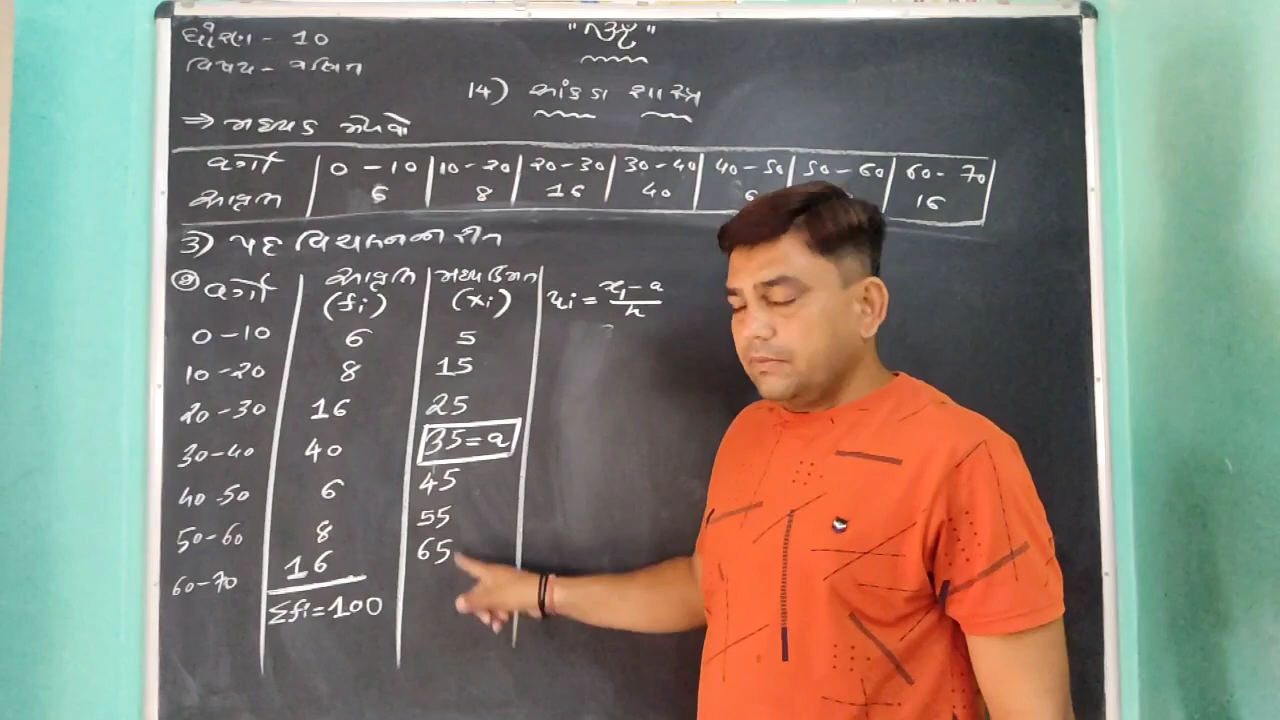 ધોરણ - 10
વિષય - ગણિત
14) આંકડા શાસ્ત્ર
⇒ મધ્યક મેળવો
વર્ગ 0 - 10 10 - 20 20 - 30 30 - 40 40 - 50 50 - 60 60 - 70
આવૃત્તિ 6 8 16 40 6 16
3) પદ વિચલનની રીત
વર્ગ આવૃત્તિ (fi) મધ્યકિંમત (xi) ui = xi - a / h
0 - 10 6 5
10 - 20 8 15
20 - 30 16 25
30 - 40 40 35 = a
40 - 50 6 45
50 - 60 8 55
60 - 70 16 65
Σfi = 100